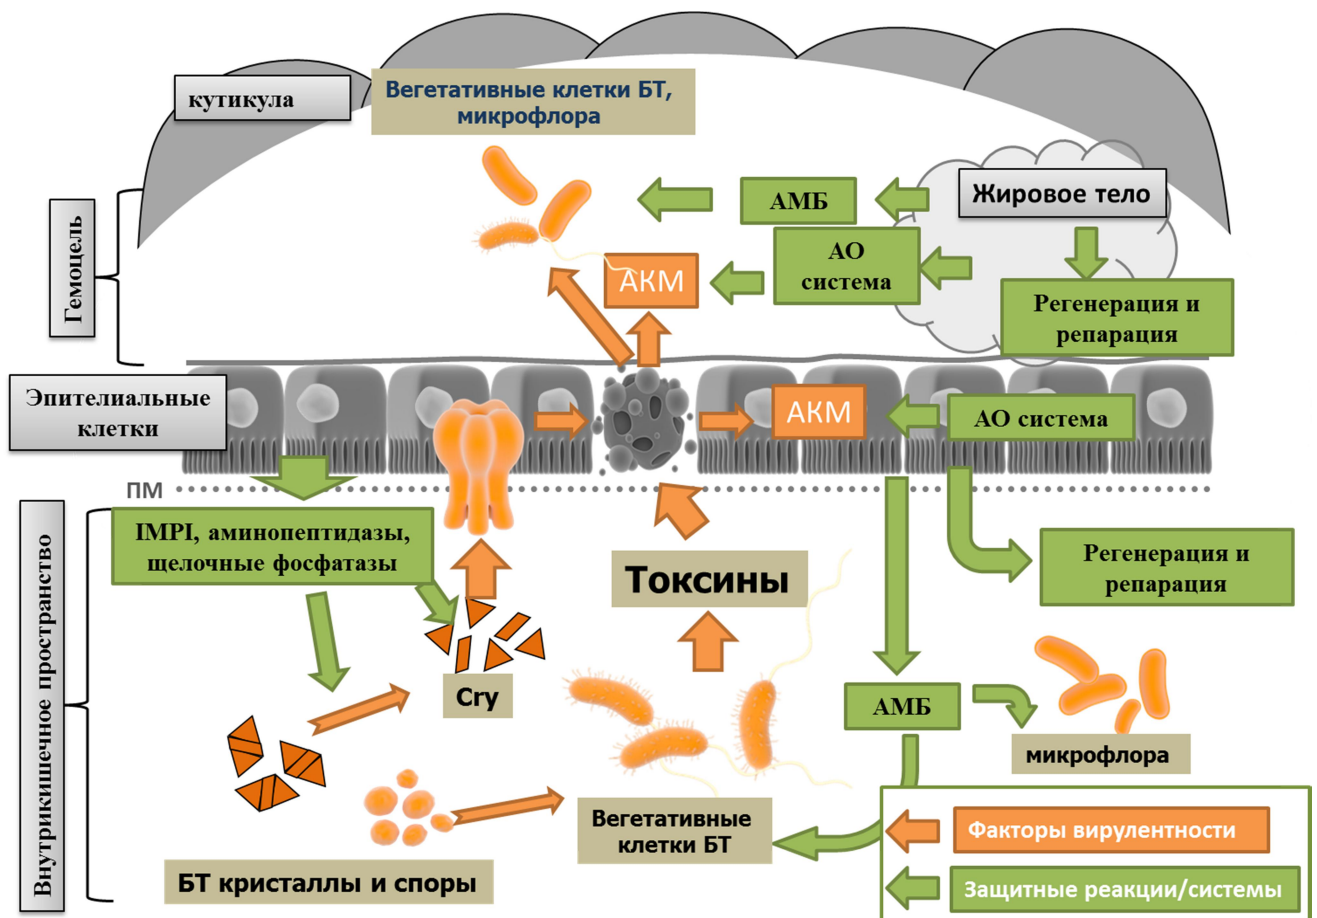 кутикула
Вегетативные клетки БТ,
микрофлора
Гемоцель
АМБ
Жировое тело
АО
система
АКМ
Регенерация и
репарация
Эпителиальные
клетки
АКМ
АО система
ПМ
Внутрикишечное пространство
IMPI, аминопептидазы,
щелочные фосфатазы
Токсины
Регенерация и
репарация
Cry
АМБ
микрофлора
Вегетативные
клетки БТ
БТ кристаллы и споры
Факторы вирулентности
Защитные реакции/системы